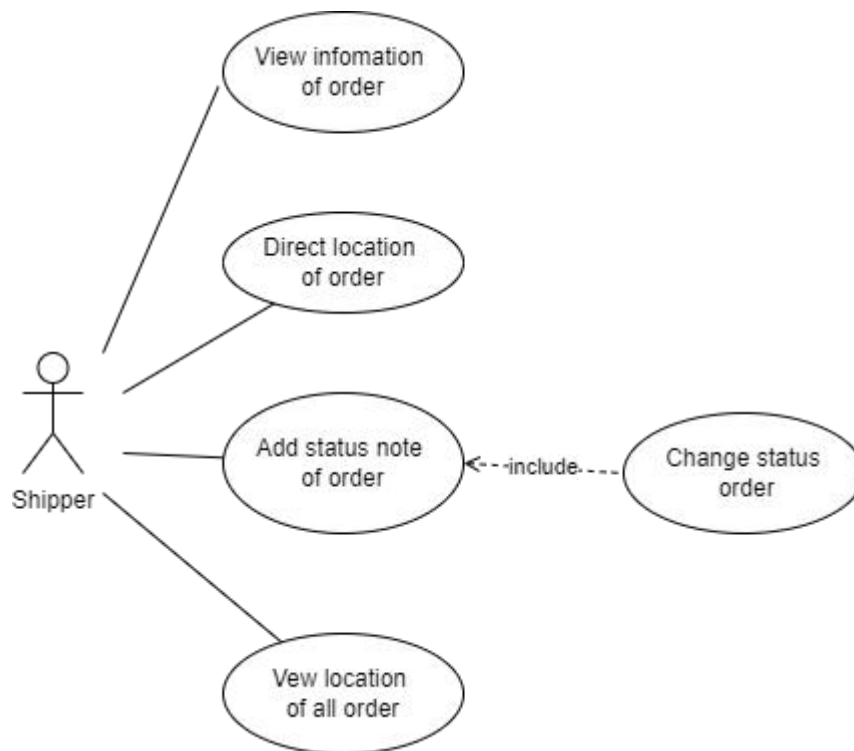 View infomation
of order
Direct location
of order
Add status note
of order
include
Change status
order
Shipper
Vew location
of all order